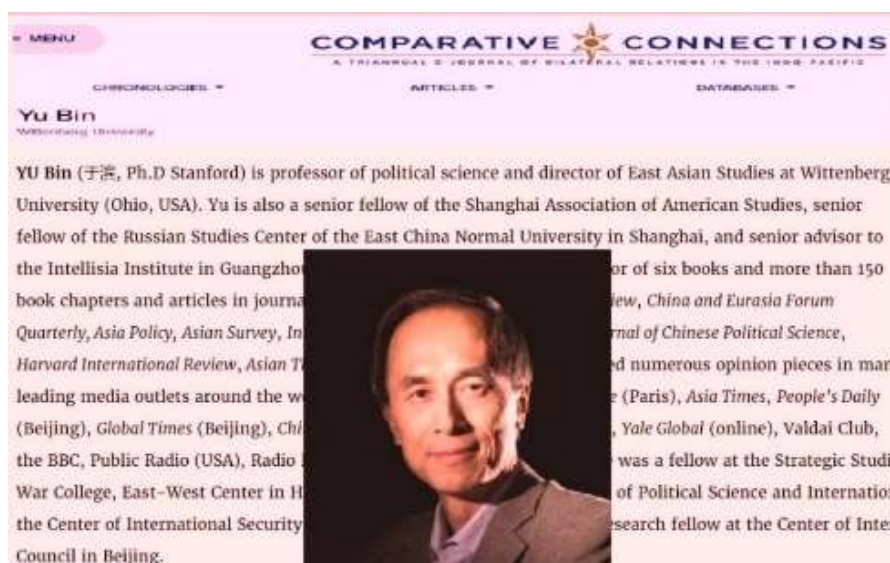 ≡ MENU
COMPARATIVE CONNECTIONS
A TRIANNUAL E-JOURNAL OF BILATERAL RELATIONS IN THE INDO-PACIFIC
CHRONOLOGIES
ARTICLES
DATABASES
Yu Bin
Wittenberg University
YU Bin (于滨, Ph.D Stanford) is professor of political science and director of East Asian Studies at Wittenberg
University (Ohio, USA). Yu is also a senior fellow of the Shanghai Association of American Studies, senior
fellow of the Russian Studies Center of the East China Normal University in Shanghai, and senior advisor to
the Intellisia Institute in Guangzhou or of six books and more than 150
book chapters and articles in journa iew, China and Eurasia Forum
Quarterly, Asia Policy, Asian Survey, In rnal of Chinese Political Science,
Harvard International Review, Asian T ed numerous opinion pieces in man
leading media outlets around the w e (Paris), Asia Times, People's Daily
(Beijing), Global Times (Beijing), Chi , Yale Global (online), Valdai Club,
the BBC, Public Radio (USA), Radio was a fellow at the Strategic Studi
War College, East-West Center in H of Political Science and Internatio
the Center of International Security esearch fellow at the Center of Inte
Council in Beijing.